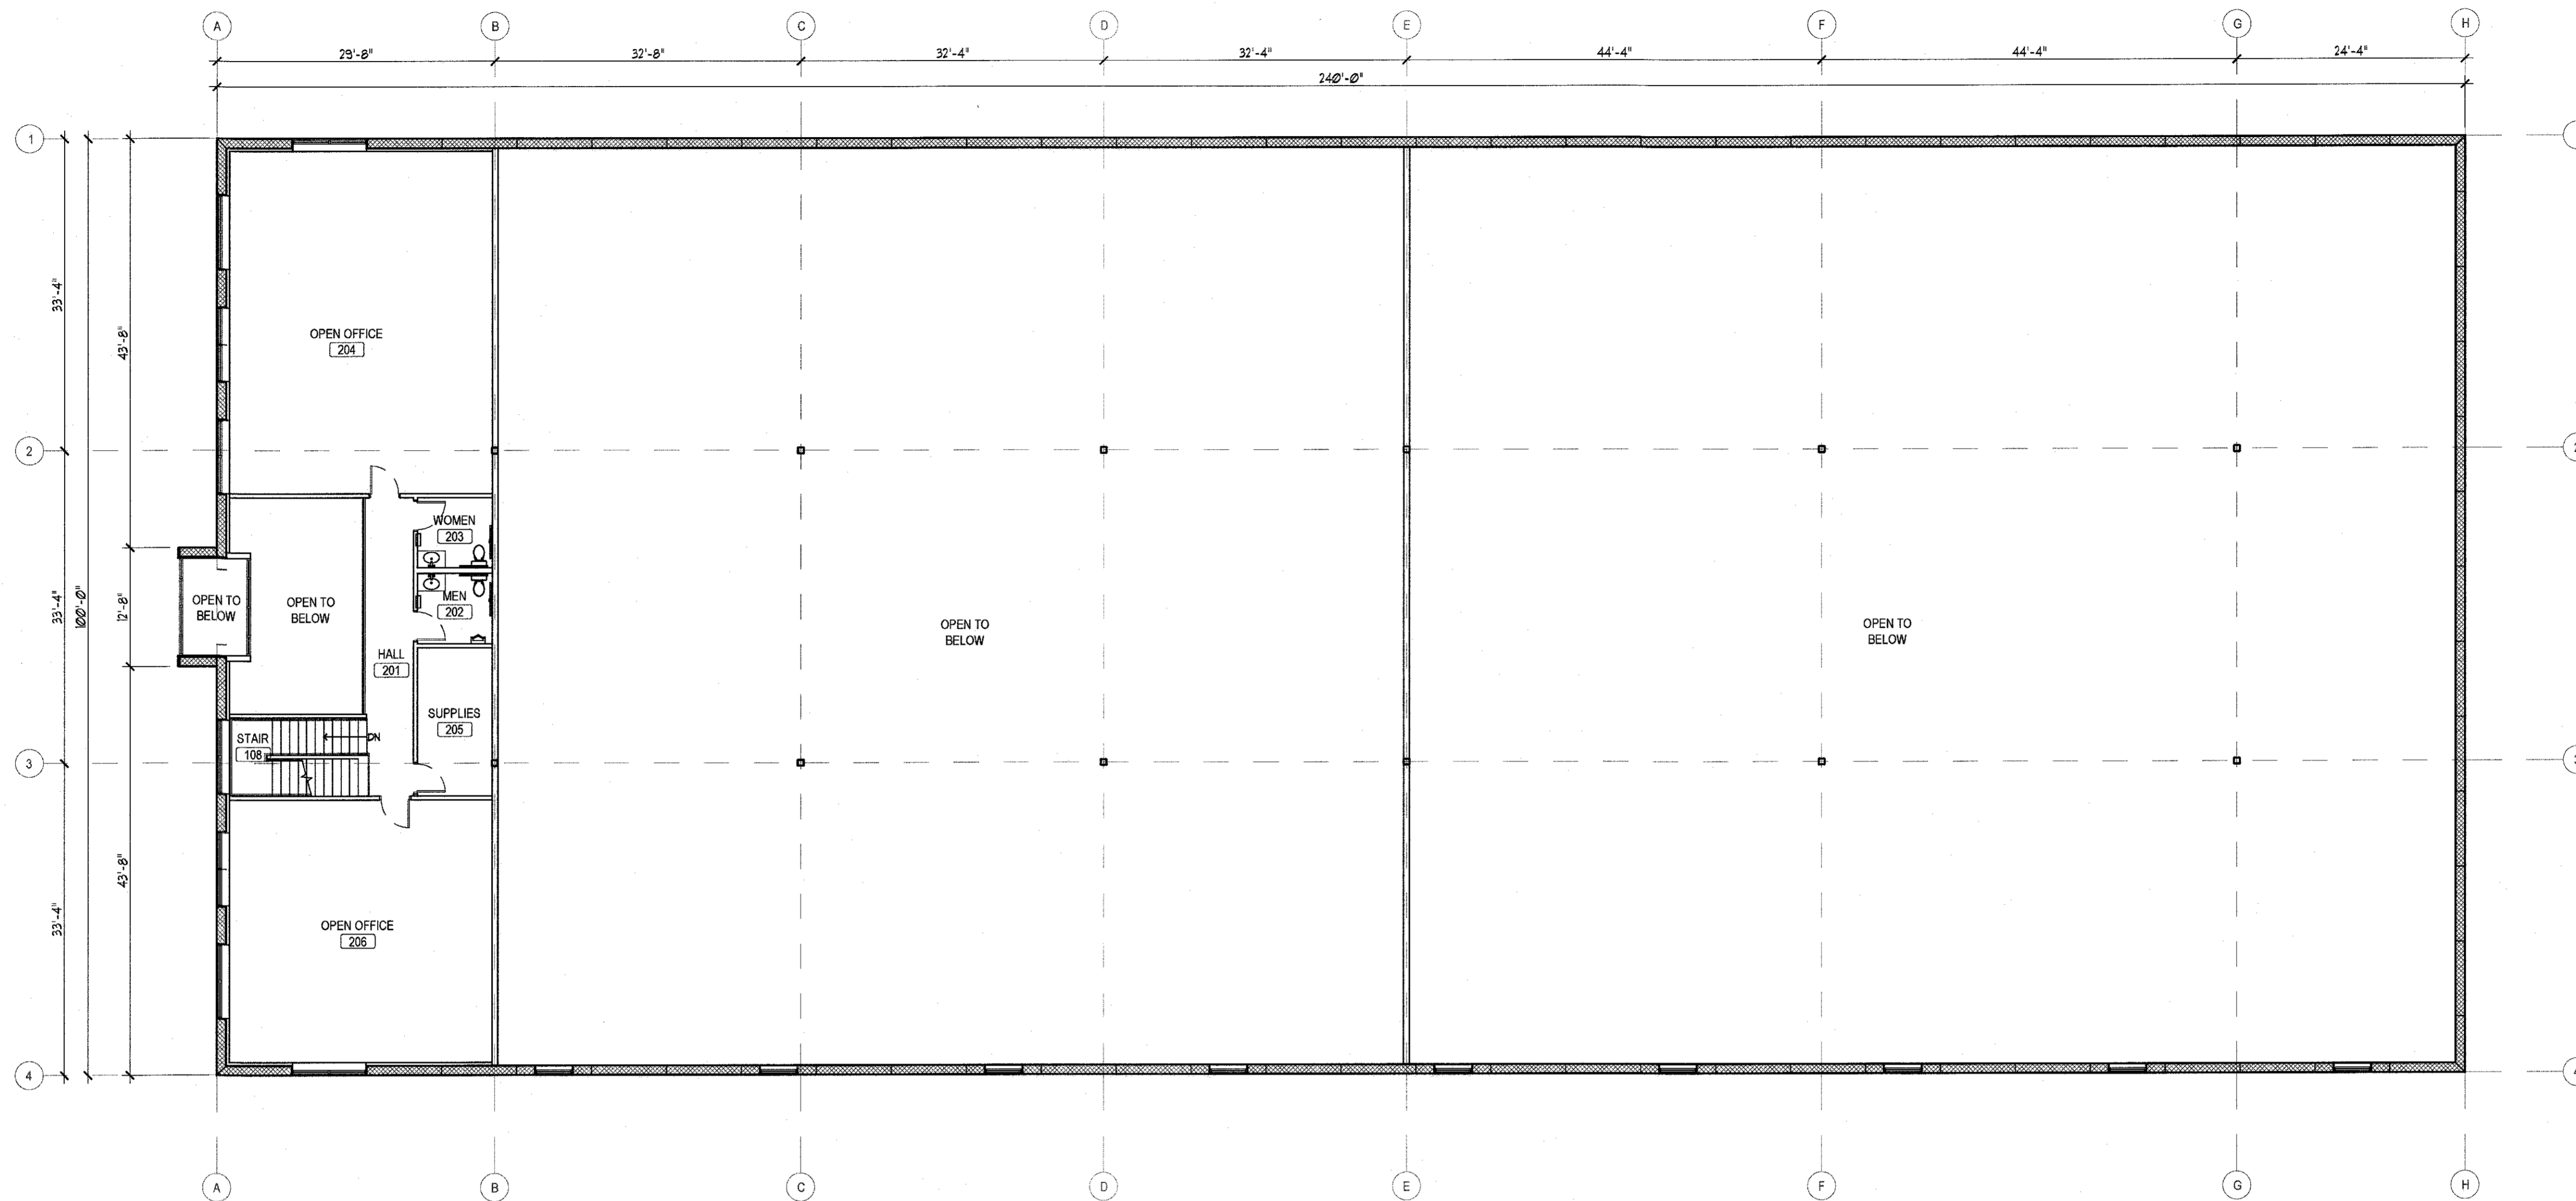 A B C D E F G H
29'-8" 32'-8" 32'-4" 32'-4" 44'-4" 44'-4" 24'-4"
240'-0"
1
33'-4"
43'-8"
OPEN OFFICE
204
2
2
WOMEN
203
33'-4"
100'-0"
12'-8"
OPEN TO
BELOW
OPEN TO
BELOW
MEN
202
OPEN TO
BELOW
OPEN TO
BELOW
HALL
201
SUPPLIES
205
STAIR
108
DN
3
3
43'-8"
33'-4"
OPEN OFFICE
206
4
4
A B C D E F G H